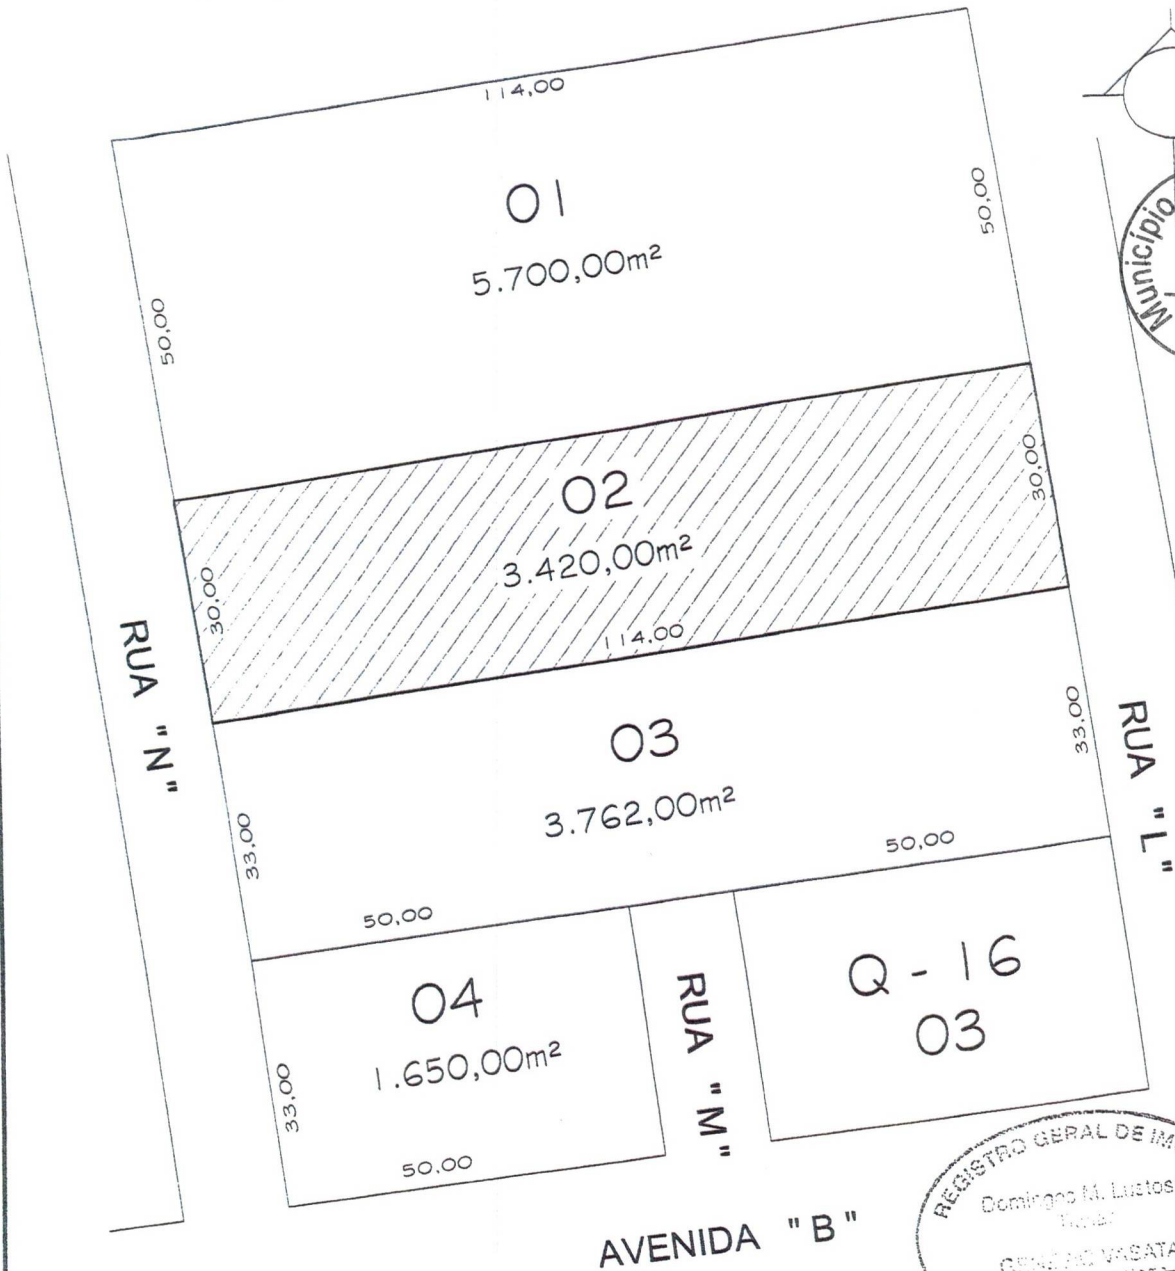 114,00
01
5.700,00m²
50,00
50,00
Município
02
3.420,00m²
30,00
30,00
114,00
RUA "N"
03
3.762,00m²
33,00
33,00
RUA "L"
50,00
50,00
04
1.650,00m²
33,00
50,00
RUA "M"
Q - 16
03
AVENIDA "B"
REGISTRO GERAL DE IM
Domingos M. Lustos